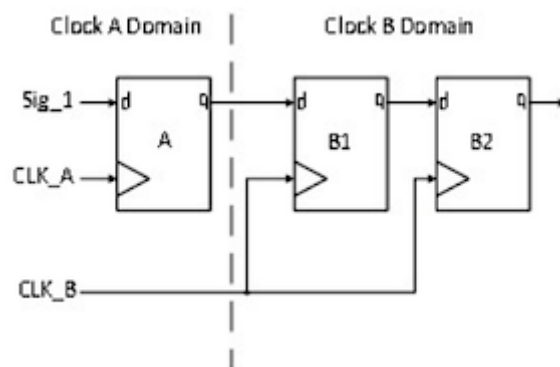 Clock A Domain
Clock B Domain
Sig_1
d
q
d
q
d
q
A
B1
B2
CLK_A
CLK_B